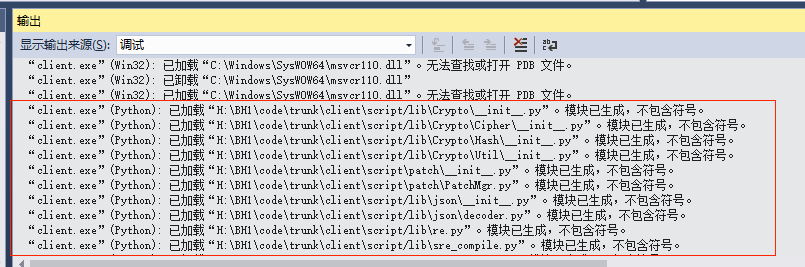 输出
显示输出来源(S): 调试
“client.exe”(Win32): 已加载“C:\Windows\SysWOW64\msvcr110.dll”。无法查找或打开 PDB 文件。
“client.exe”(Win32): 已卸载“C:\Windows\SysWOW64\msvcr110.dll”
“client.exe”(Win32): 已加载“C:\Windows\SysWOW64\msvcr110.dll”。无法查找或打开 PDB 文件。
“client.exe”(Python): 已加载“H:\BH1\code\trunk\client\script/lib\Crypto\__init__.py”。模块已生成，不包含符号。
“client.exe”(Python): 已加载“H:\BH1\code\trunk\client\script/lib\Crypto\Cipher\__init__.py”。模块已生成，不包含符号。
“client.exe”(Python): 已加载“H:\BH1\code\trunk\client\script/lib\Crypto\Hash\__init__.py”。模块已生成，不包含符号。
“client.exe”(Python): 已加载“H:\BH1\code\trunk\client\script/lib\Crypto\Util\__init__.py”。模块已生成，不包含符号。
“client.exe”(Python): 已加载“H:\BH1\code\trunk\client\script\patch\__init__.py”。模块已生成，不包含符号。
“client.exe”(Python): 已加载“H:\BH1\code\trunk\client\script\patch\PatchMgr.py”。模块已生成，不包含符号。
“client.exe”(Python): 已加载“H:\BH1\code\trunk\client\script/lib\json\__init__.py”。模块已生成，不包含符号。
“client.exe”(Python): 已加载“H:\BH1\code\trunk\client\script/lib\json\decoder.py”。模块已生成，不包含符号。
“client.exe”(Python): 已加载“H:\BH1\code\trunk\client\script/lib\re.py”。模块已生成，不包含符号。
“client.exe”(Python): 已加载“H:\BH1\code\trunk\client\script/lib\sre_compile.py”。模块已生成，不包含符号。